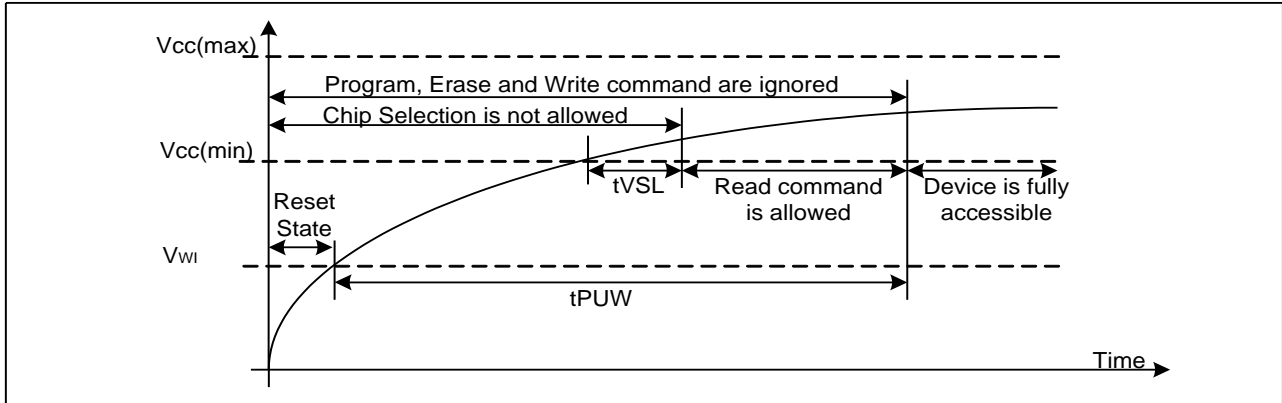 Vcc(max)
Program, Erase and Write command are ignored
Chip Selection is not allowed
Vcc(min)
tVSL
Read command
is allowed
Device is fully
accessible
Reset
State
VWI
tPUW
Time